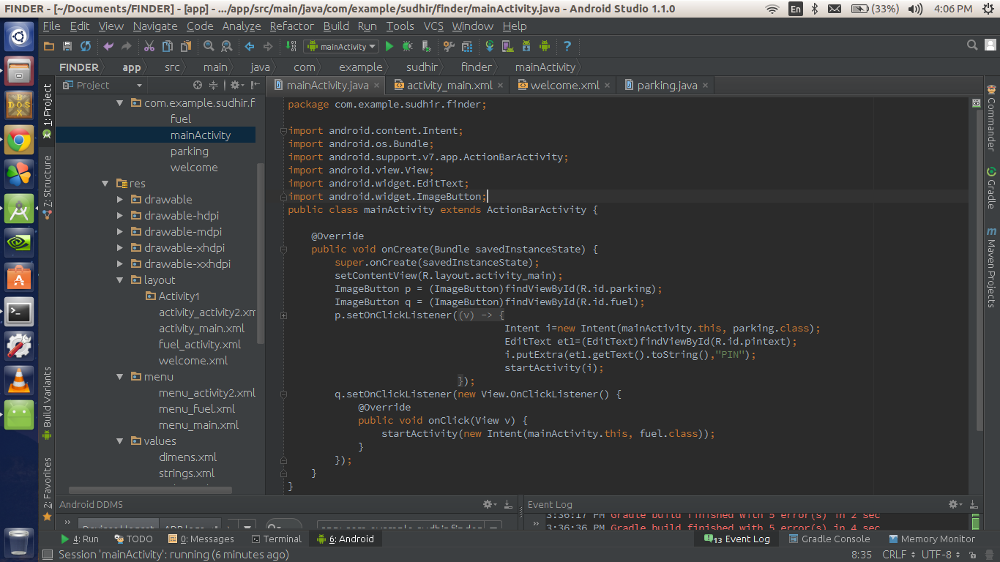 FINDER - [~/Documents/FINDER] - [app] - .../app/src/main/java/com/example/sudhir/finder/mainActivity.java - Android Studio 1.1.0 En (33%) 4:06 PM
File Edit View Navigate Code Analyze Refactor Build Run Tools VCS Window Help
mainActivity
FINDER app src main java com example sudhir finder mainActivity
Project
mainActivity.java activity_main.xml welcome.xml parking.java
1: Project
7: Structure
Build Variants
2: Favorites
com.example.sudhir.f
fuel
mainActivity
parking
welcome
res
drawable
drawable-hdpi
drawable-mdpi
drawable-xhdpi
drawable-xxhdpi
layout
Activity1
activity_activity2.xm
activity_main.xml
fuel_activity.xml
welcome.xml
menu
menu_activity2.xml
menu_fuel.xml
menu_main.xml
values
dimens.xml
strings.xml
package com.example.sudhir.finder;
import android.content.Intent;
import android.os.Bundle;
import android.support.v7.app.ActionBarActivity;
import android.view.View;
import android.widget.EditText;
import android.widget.ImageButton;
public class mainActivity extends ActionBarActivity {
@Override
public void onCreate(Bundle savedInstanceState) {
super.onCreate(savedInstanceState);
setContentView(R.layout.activity_main);
ImageButton p = (ImageButton)findViewById(R.id.parking);
ImageButton q = (ImageButton)findViewById(R.id.fuel);
p.setOnClickListener((v) -> {
Intent i=new Intent(mainActivity.this, parking.class);
EditText et1=(EditText)findViewById(R.id.pintext);
i.putExtra(et1.getText().toString(),"PIN");
startActivity(i);
});
q.setOnClickListener(new View.OnClickListener() {
@Override
public void onClick(View v) {
startActivity(new Intent(mainActivity.this, fuel.class));
}
});
}
}
Commander
Gradle
Maven Projects
Android DDMS
Event Log
3:36:17 PM Gradle build finished with 5 error(s) in 2 sec
3:36:36 PM Gradle build finished with 5 error(s) in 4 sec
4: Run TODO 0: Messages Terminal 6: Android 13 Event Log Gradle Console Memory Monitor
Session 'mainActivity': running (6 minutes ago) 8:35 CRLF UTF-8